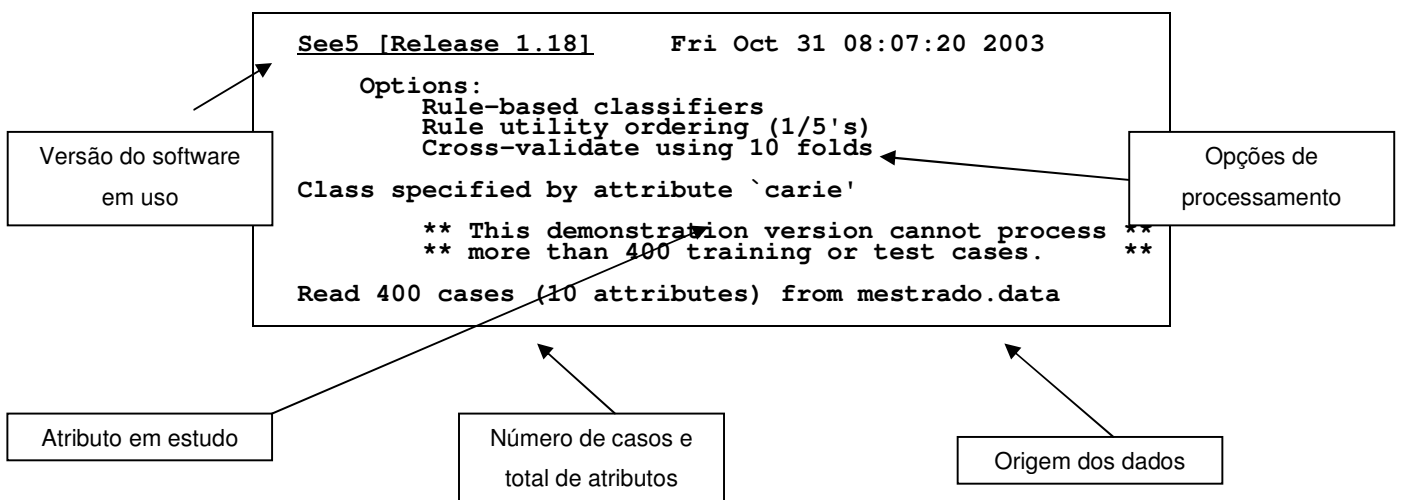 See5 [Release 1.18] Fri Oct 31 08:07:20 2003
Options:
Rule-based classifiers
Rule utility ordering (1/5's)
Cross-validate using 10 folds
Class specified by attribute `carie'
** This demonstration version cannot process **
** more than 400 training or test cases. **
Read 400 cases (10 attributes) from mestrado.data
Versão do software
em uso
Opções de
processamento
Atributo em estudo
Número de casos e
total de atributos
Origem dos dados